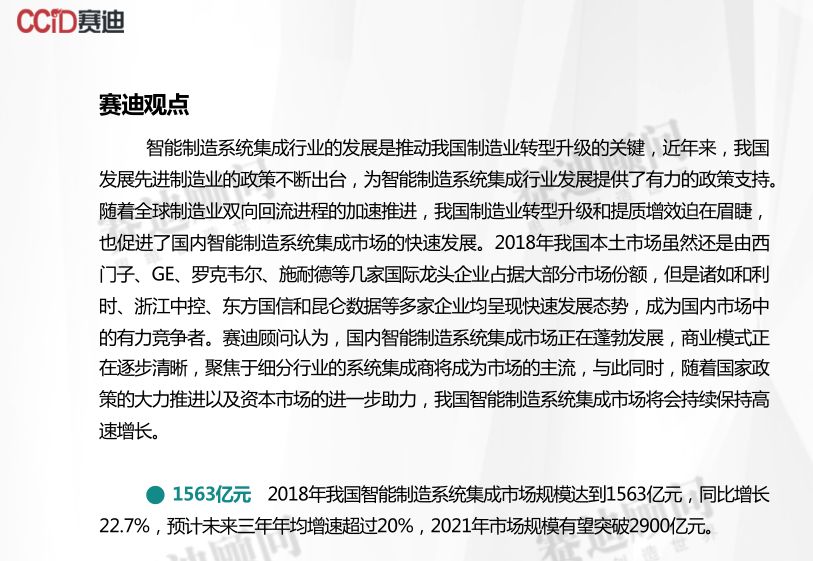 CCID赛迪
赛迪观点
智能制造系统集成行业的发展是推动我国制造业转型升级的关键，近年来，我国
发展先进制造业的政策不断出台，为智能制造系统集成行业发展提供了有力的政策支持。
随着全球制造业双向回流进程的加速推进，我国制造业转型升级和提质增效迫在眉睫，
也促进了国内智能制造系统集成市场的快速发展。2018年我国本土市场虽然还是由西
门子、GE、罗克韦尔、施耐德等几家国际龙头企业占据大部分市场份额，但是诸如和利
时、浙江中控、东方国信和昆仑数据等多家企业均呈现快速发展态势，成为国内市场中
的有力竞争者。赛迪顾问认为，国内智能制造系统集成市场正在蓬勃发展，商业模式正
在逐步清晰，聚焦于细分行业的系统集成商将成为市场的主流，与此同时，随着国家政
策的大力推进以及资本市场的进一步助力，我国智能制造系统集成市场将会持续保持高
速增长。
● 1563亿元 2018年我国智能制造系统集成市场规模达到1563亿元，同比增长
22.7%，预计未来三年年均增速超过20%，2021年市场规模有望突破2900亿元。
赛迪顾问
赛迪顾问
赛迪顾问
赛迪顾问